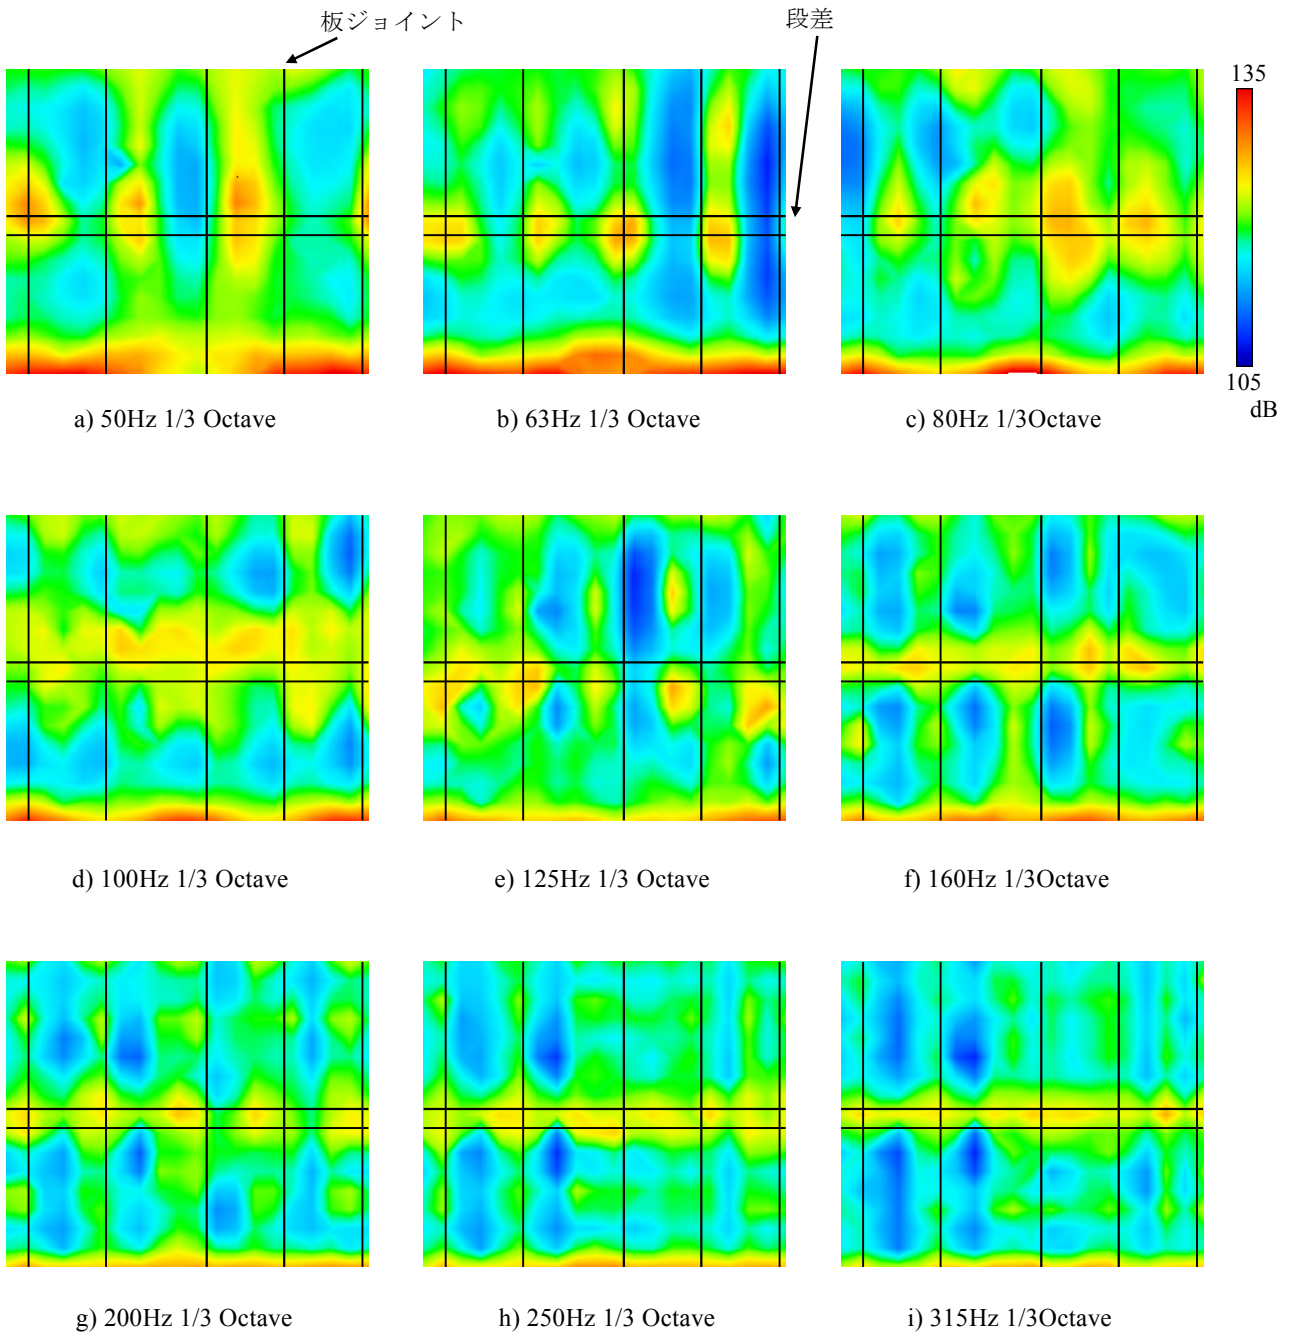 板ジョイント
段差
135
105
dB
a) 50Hz 1/3 Octave
b) 63Hz 1/3 Octave
c) 80Hz 1/3Octave
d) 100Hz 1/3 Octave
e) 125Hz 1/3 Octave
f) 160Hz 1/3Octave
g) 200Hz 1/3 Octave
h) 250Hz 1/3 Octave
i) 315Hz 1/3Octave